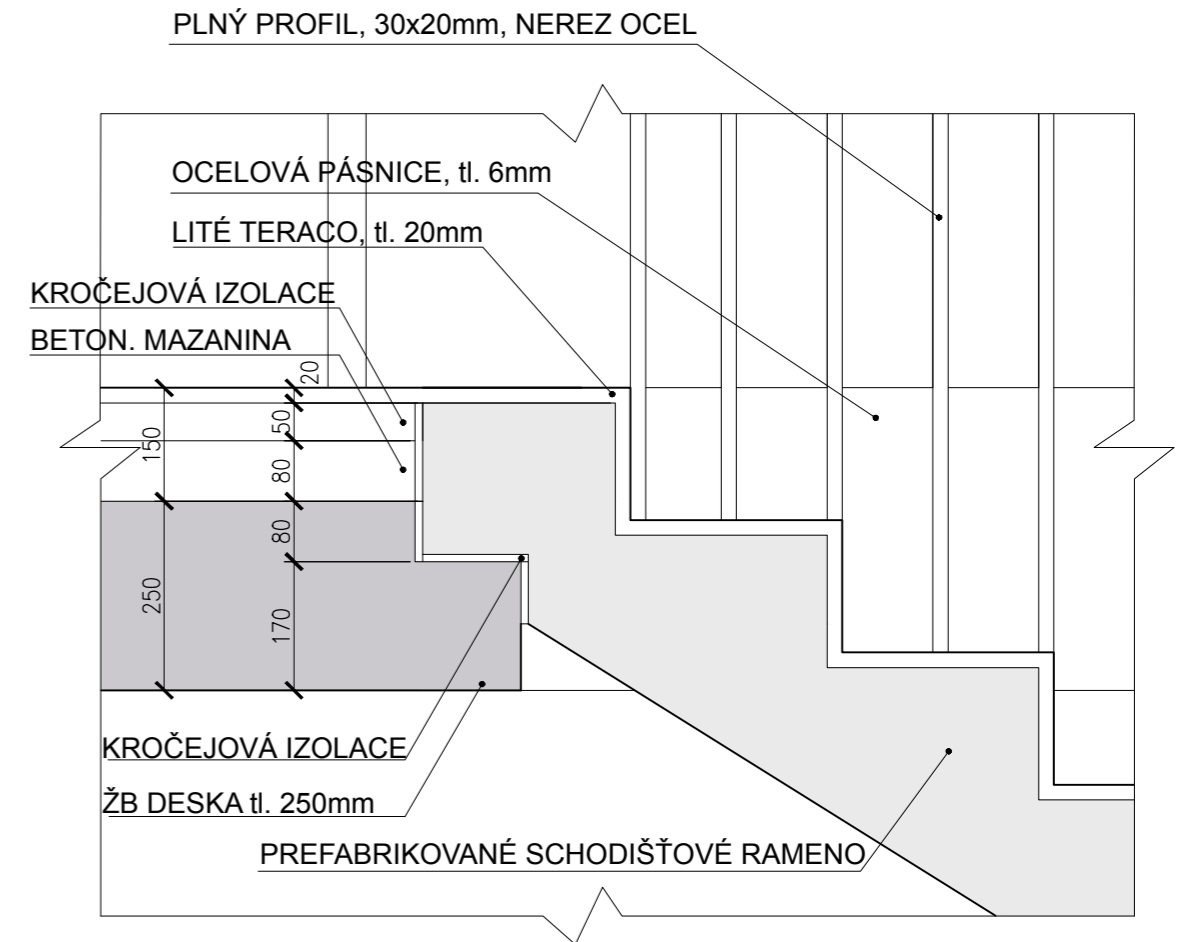 PLNÝ PROFIL, 30x20mm, NEREZ OCEL
OCELOVÁ PÁSNICE, tl. 6mm
LITÉ TERACO, tl. 20mm
KROČEJOVÁ IZOLACE
BETON. MAZANINA
20
50
150
80
80
250
170
KROČEJOVÁ IZOLACE
ŽB DESKA tl. 250mm
PREFABRIKOVANÉ SCHODIŠŤOVÉ RAMENO